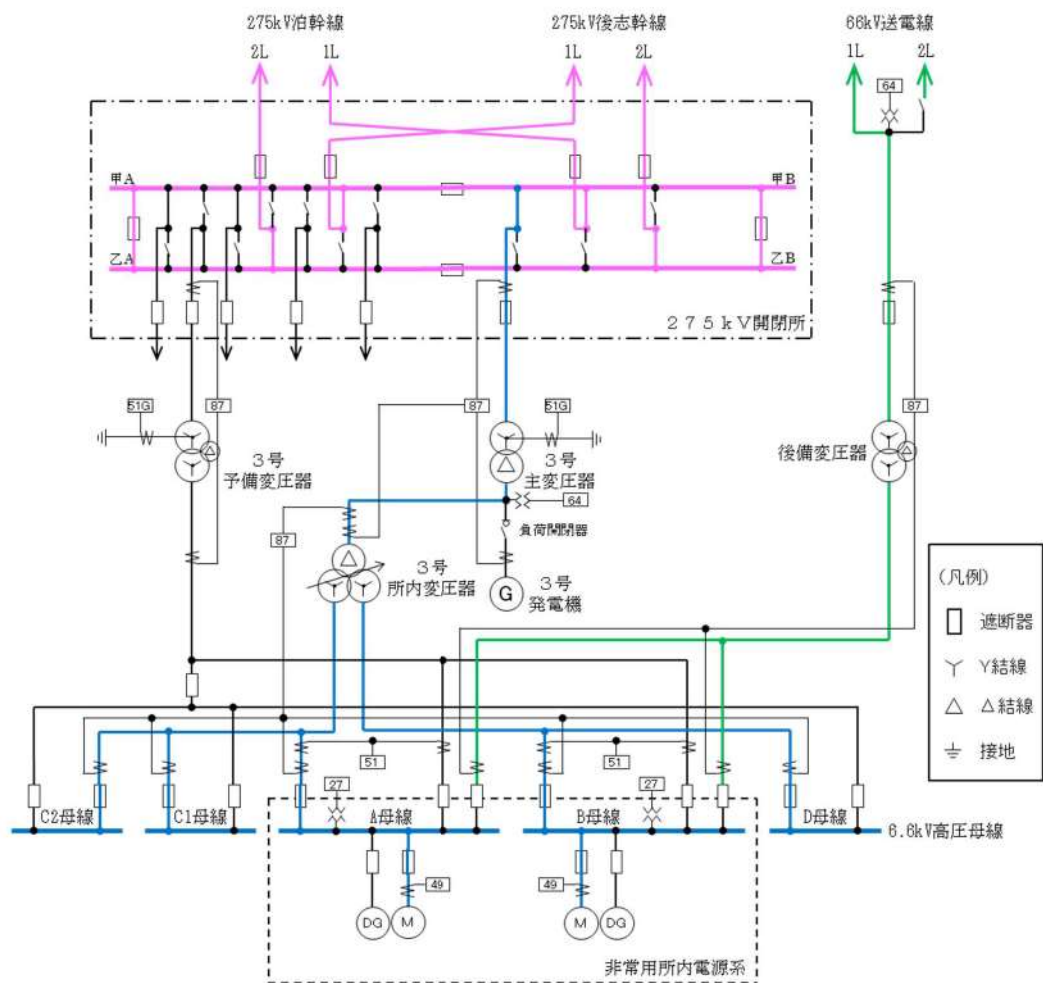 275kV泊幹線
275kV後志幹線
66kV送電線
2L
1L
1L
2L
1L
2L
64
甲A
甲B
乙A
乙B
275kV開閉所
51G
87
87
51G
87
3号
予備変圧器
3号
主変圧器
後備変圧器
64
負荷開閉器
87
3号
所内変圧器
3号
発電機
G
(凡例)
遮断器
Y結線
△結線
接地
51
51
27
27
C2母線
C1母線
A母線
B母線
D母線
6.6kV高圧母線
49
49
DG
M
M
DG
非常用所内電源系